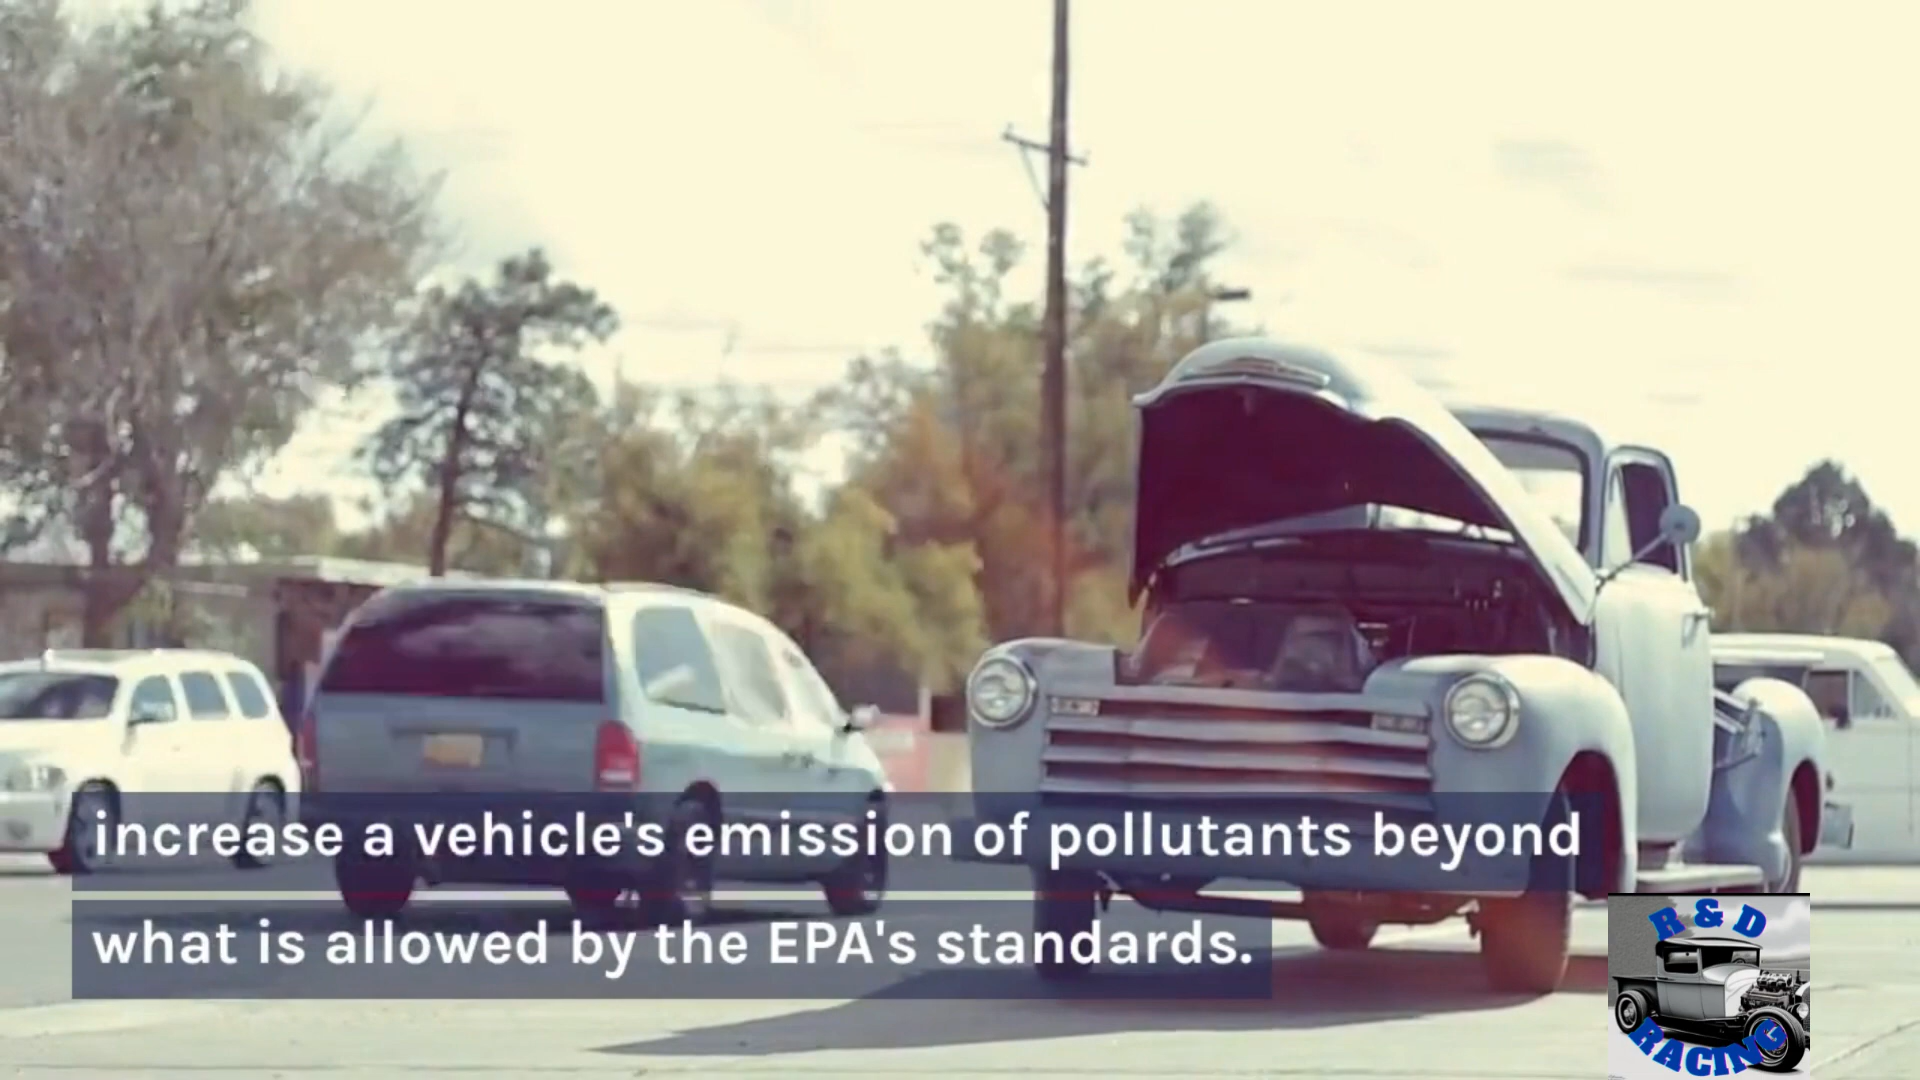 increase a vehicle's emission of pollutants beyond
what is allowed by the EPA's standards.
R & D
RACING